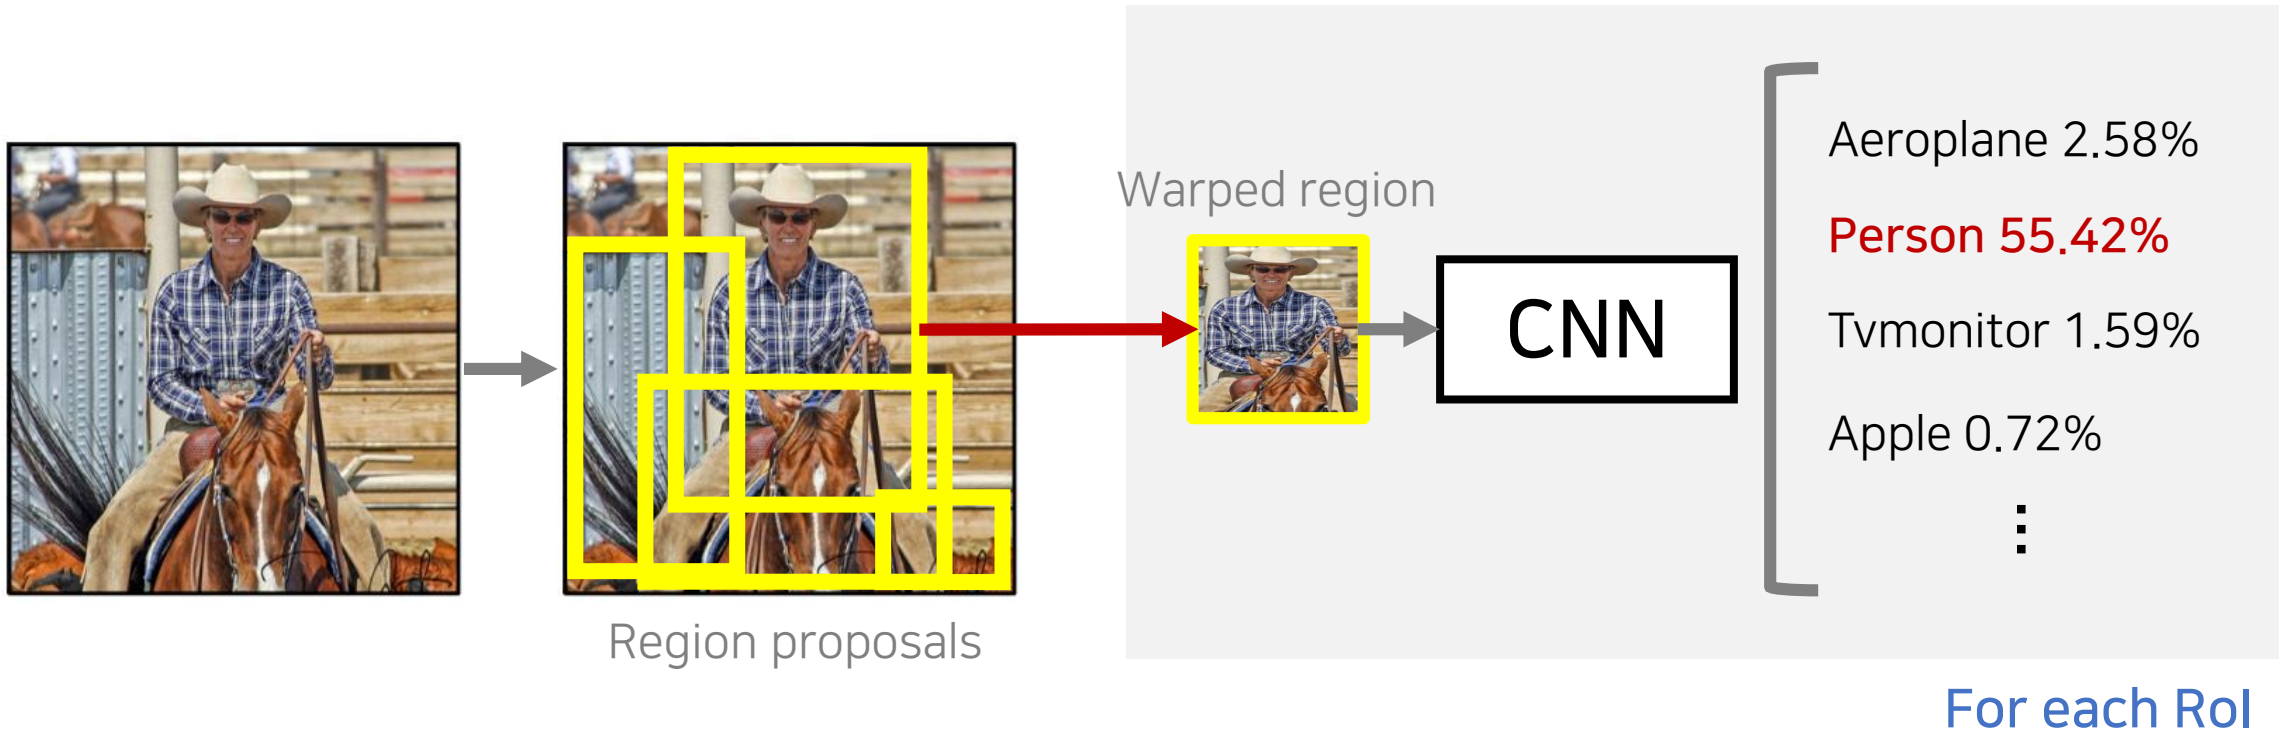 Region proposals
Warped region
CNN
Aeroplane 2.58%
Person 55.42%
Tvmonitor 1.59%
Apple 0.72%
⋮
For each RoI